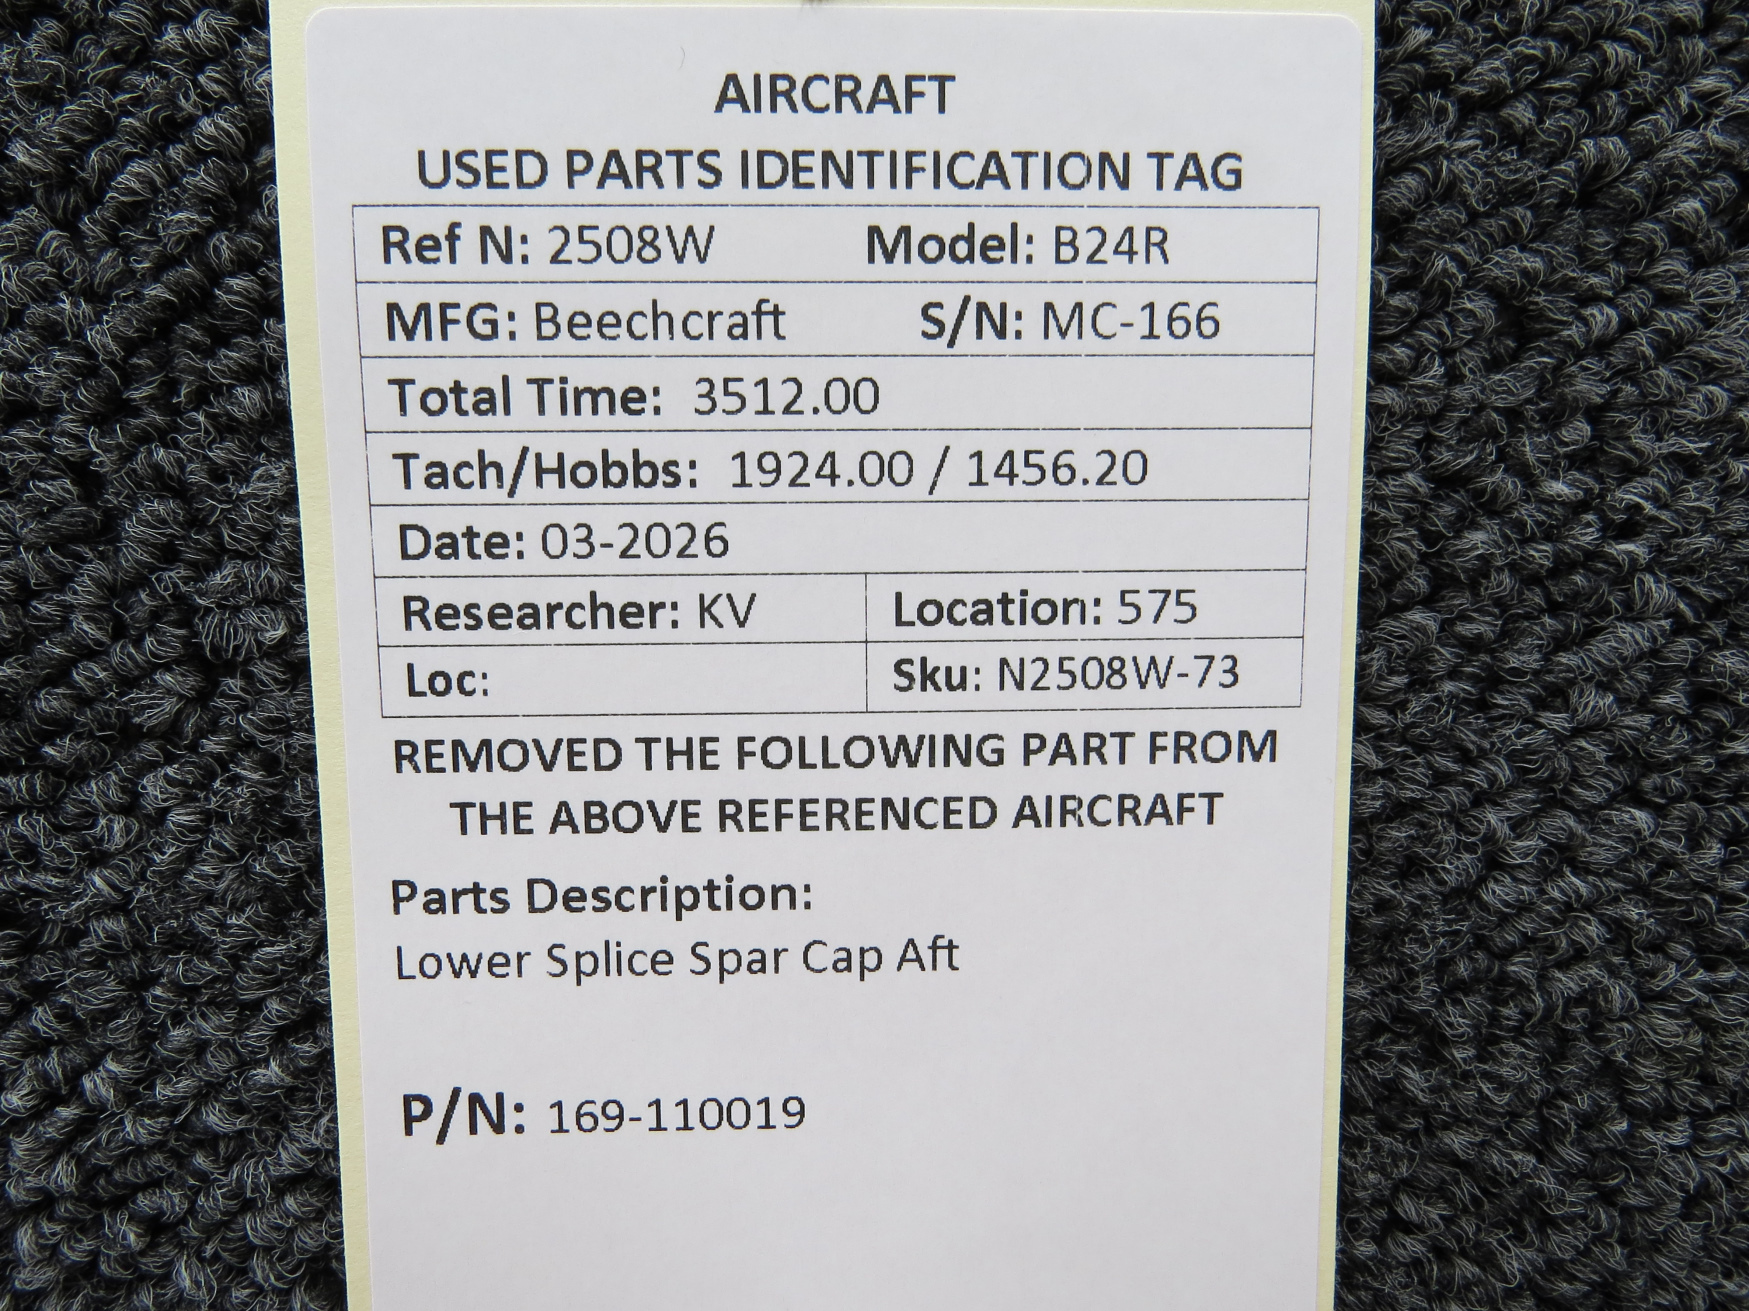 AIRCRAFT
USED PARTS IDENTIFICATION TAG
Ref N: 2508W Model: B24R
MFG: Beechcraft S/N: MC-166
Total Time: 3512.00
Tach/Hobbs: 1924.00 / 1456.20
Date: 03-2026
Researcher: KV Location: 575
Loc: Sku: N2508W-73
REMOVED THE FOLLOWING PART FROM
THE ABOVE REFERENCED AIRCRAFT
Parts Description:
Lower Splice Spar Cap Aft
P/N: 169-110019